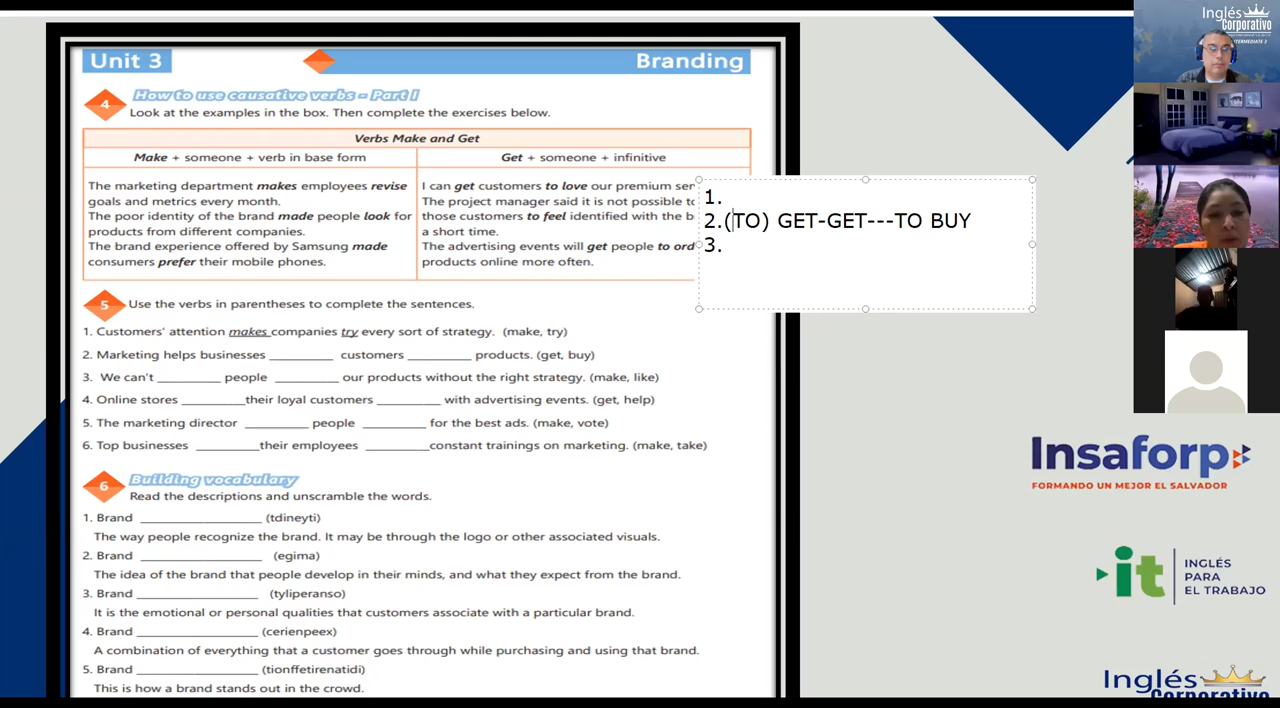 Unit 3
Branding
4
How to use causative verbs – Part I
Look at the examples in the box. Then complete the exercises below.
Verbs Make and Get
Make + someone + verb in base form
Get + someone + infinitive
The marketing department makes employees revise
goals and metrics every month.
The poor identity of the brand made people look for
products from different companies.
The brand experience offered by Samsung made
consumers prefer their mobile phones.
I can get customers to love our premium
The project manager said it is not possible
those customers to feel identified with the
a short time.
The advertising events will get people
products online more often.
1.
2.(TO) GET-GET---TO BUY
3.
5
Use the verbs in parentheses to complete the sentences.
1. Customers' attention makes companies try every sort of strategy. (make, try)
2. Marketing helps businesses __________ customers __________ products. (get, buy)
3. We can't __________ people __________ our products without the right strategy. (make, like)
4. Online stores __________their loyal customers __________ with advertising events. (get, help)
5. The marketing director __________ people __________ for the best ads. (make, vote)
6. Top businesses __________their employees __________constant trainings on marketing. (make, take)
6
Building vocabulary
Read the descriptions and unscramble the words.
1. Brand ___________________ (tdineyti)
The way people recognize the brand. It may be through the logo or other associated visuals.
2. Brand ___________________ (egima)
The idea of the brand that people develop in their minds, and what they expect from the brand.
3. Brand ___________________ (tyliperanso)
It is the emotional or personal qualities that customers associate with a particular brand.
4. Brand ___________________ (cerienpeex)
A combination of everything that a customer goes through while purchasing and using that brand.
5. Brand ___________________ (tionffetirenatidi)
This is how a brand stands out in the crowd.
Inglés
Corporativo
INTERMEDIATE 2
Insaforp
FORMANDO UN MEJOR EL SALVADOR
it
INGLÉS
PARA
EL TRABAJO
Inglés
Corporativo